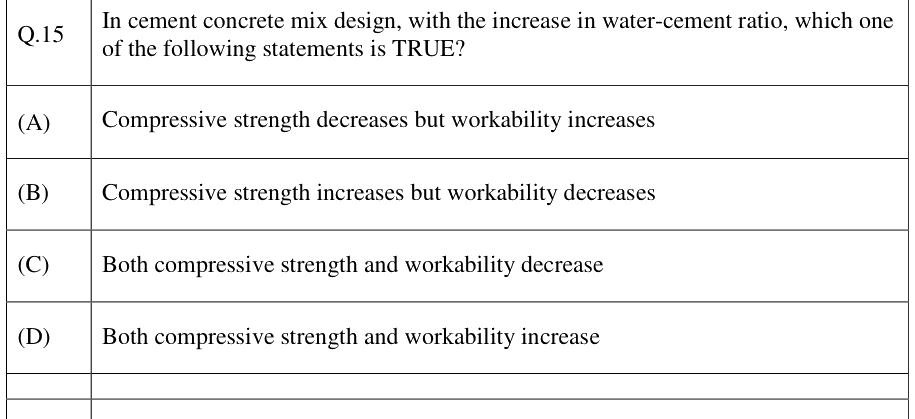 Q.15
In cement concrete mix design, with the increase in water-cement ratio, which one
of the following statements is TRUE?
(A) Compressive strength decreases but workability increases
(B) Compressive strength increases but workability decreases
(C) Both compressive strength and workability decrease
(D) Both compressive strength and workability increase